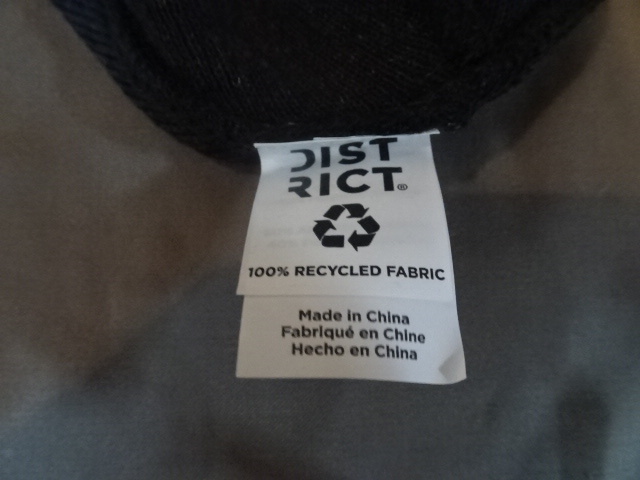 DIST
RICT®
100% RECYCLED FABRIC
Made in China
Fabriqué en Chine
Hecho en China